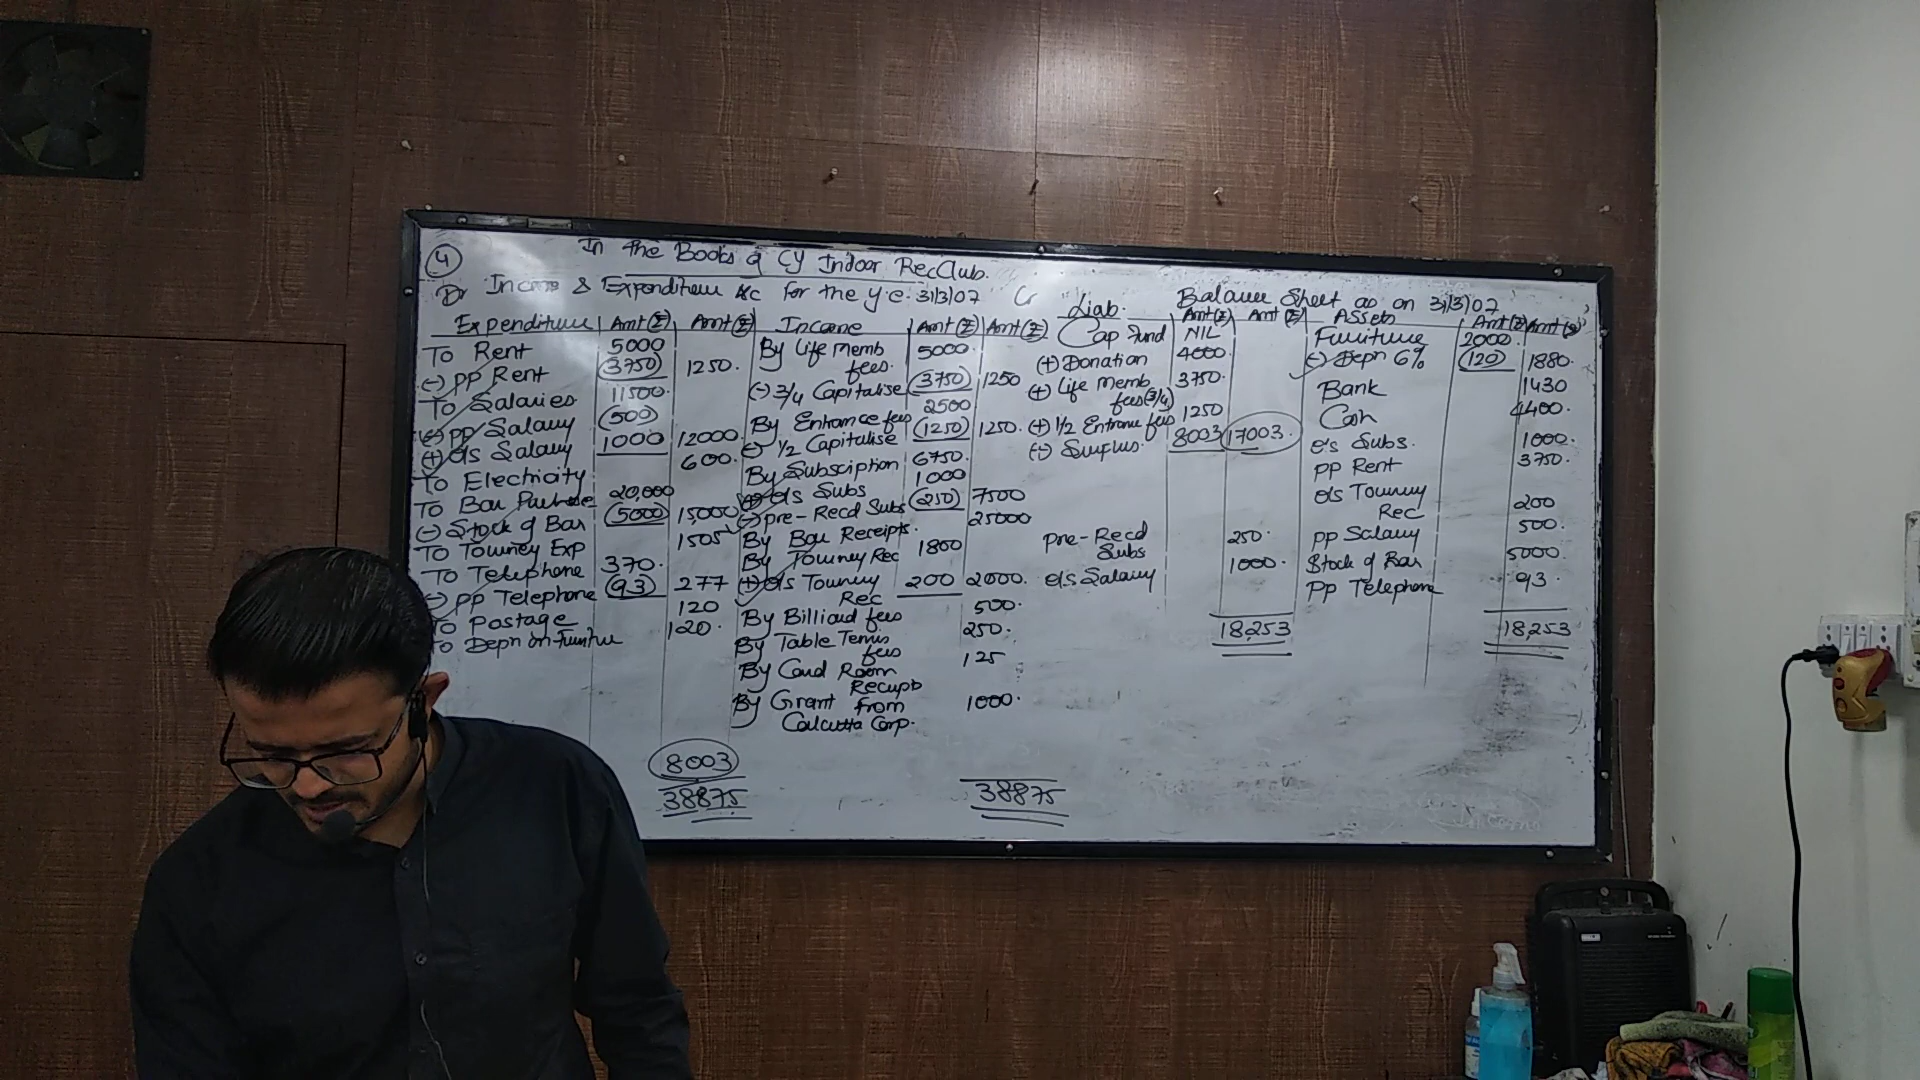 4
In the Books of CY Indoor Rec Club.
Dr Income & Expenditure A/c for the y.e. 31/3/07 Cr
Expenditure Amt (₹) Amt (₹) Income Amt (₹) Amt (₹)
To Rent 5000
(-) pp Rent (3750) 1250.
To Salaries 11500.
(-) pp Salary (500)
(+) o/s Salary 1000 12000
To Electricity 600.
To Bar Purchase 20,000
(-) Stock of Bar (5000) 15,000
To Tourney Exp 1505
To Telephone 370.
(-) pp Telephone (93) 277
To Postage 120
To Depn on Furniture 120.
8003
38875
By Life Memb fees. 5000.
(-) 3/4 Capitalise (3750) 1250
By Entrance fees 2500
(-) 1/2 Capitalise (1250) 1250.
By Subsciption 6750
(+) o/s Subs 1000
(-) pre-Recd Subs (250) 7500
By Bar Receipts. 25000
By Tourney Rec 1800
(+) o/s Tourney Rec 200 2000.
By Billiard fees 500.
By Table Tennis fees 250.
By Card Room Receipts 125
By Grant from Calcutta Corp. 1000.
38875
Balance Sheet as on 31/3/07
Liab. Amt (₹) Amt (₹) Assets Amt (₹) Amt (₹)
Cap Fund NIL
(+) Donation 4000.
(+) Life Memb fees (3/4) 3750.
(+) 1/2 Entrance fees 1250
(+) Surplus. 8003 17003.
pre-Recd Subs 250.
o/s Salary 1000.
18,253
Furniture 2000.
(-) Depn 6% (120) 1880.
Bank 1430
Cash 4400.
o/s Subs. 1000.
pp Rent 3750.
o/s Tourney Rec 200
pp Salary 500.
Stock of Bar 5000.
pp Telephone 93.
18,253